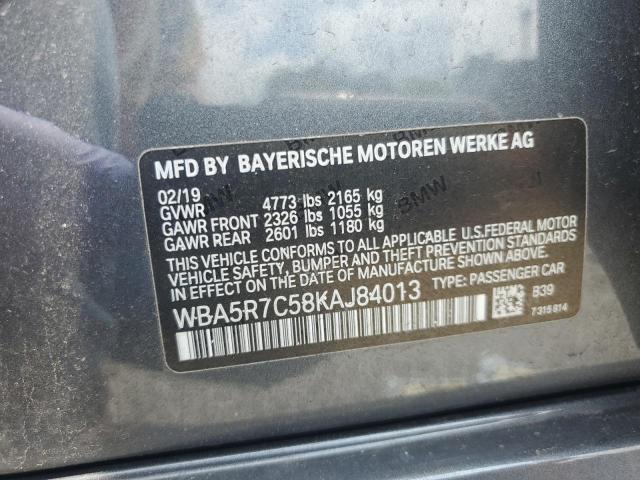 MFD BY BAYERISCHE MOTOREN WERKE AG
02/19
GVWR 4773 lbs 2165 kg
GAWR FRONT 2326 lbs 1055 kg
GAWR REAR 2601 lbs 1180 kg
THIS VEHICLE CONFORMS TO ALL APPLICABLE U.S.FEDERAL MOTOR
VEHICLE SAFETY, BUMPER AND THEFT PREVENTION STANDARDS
IN EFFECT ON THE DATE OF MANUFACTURE SHOWN ABOVE.
WBA5R7C58KAJ84013 TYPE: PASSENGER CAR
B39
7315814
BMW